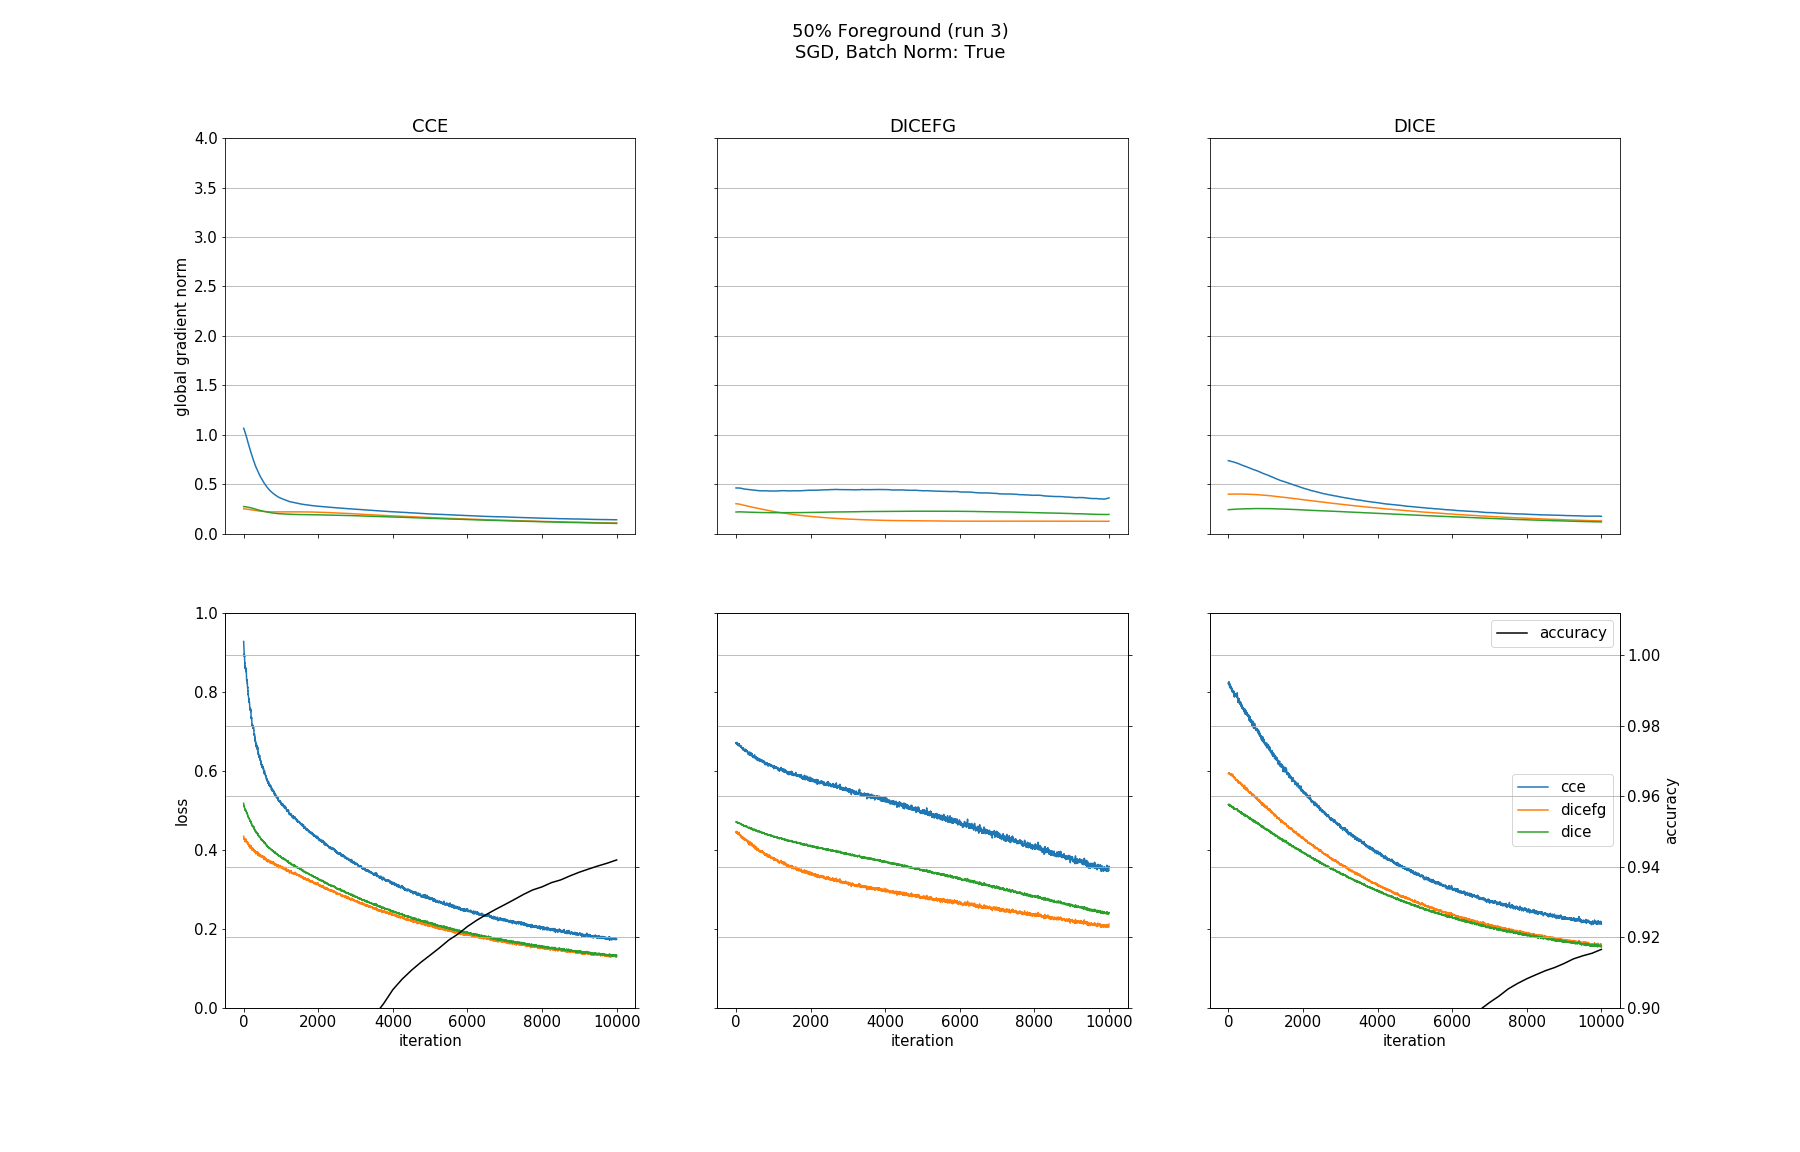 50% Foreground (run 3)
SGD, Batch Norm: True
CCE
DICEFG
DICE
4.0
3.5
3.0
2.5
2.0
1.5
1.0
0.5
0.0
global gradient norm
1.0
0.8
0.6
0.4
0.2
0.0
loss
0 2000 4000 6000 8000 10000
iteration
0 2000 4000 6000 8000 10000
iteration
accuracy
cce
dicefg
dice
1.00
0.98
0.96
0.94
0.92
0.90
accuracy
0 2000 4000 6000 8000 10000
iteration